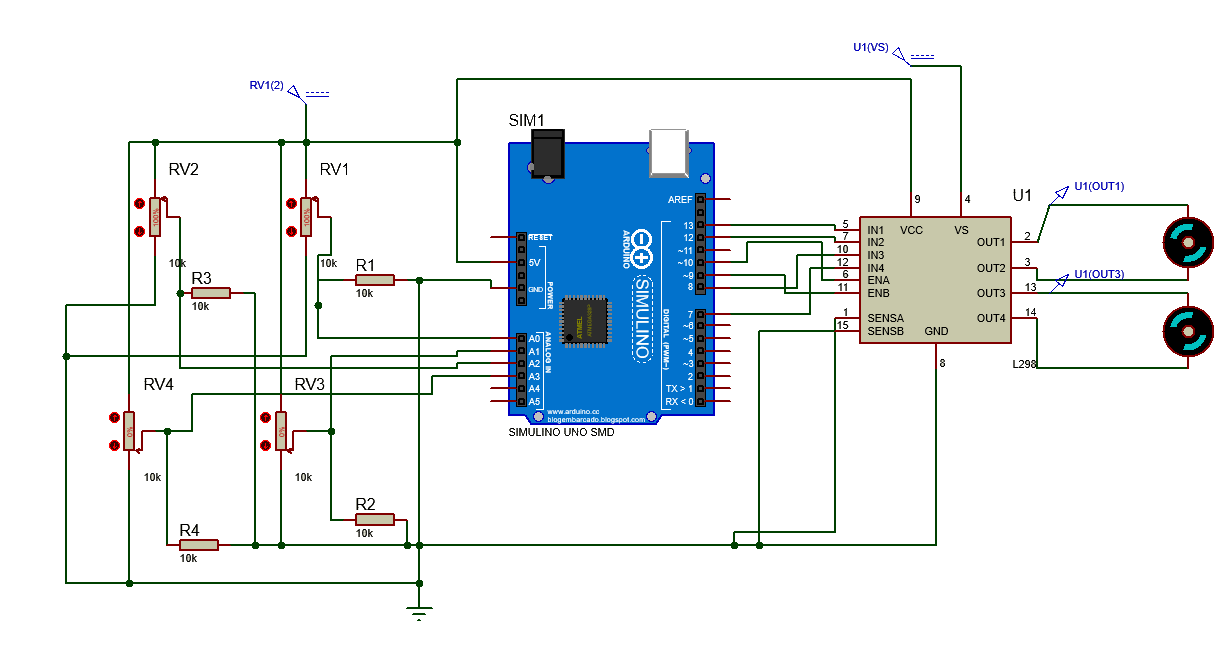 U1(VS)
RV1(2)
SIM1
RV2
RV1
AREF
13
12
~11
~10
~9
8
RESET
5V
GND
POWER
ARDUINO
SIMULINO
DIGITAL (PWM~)
ATMEL
7
~6
~5
4
~3
2
TX > 1
RX < 0
A0
A1
A2
A3
A4
A5
ANALOG IN
www.arduino.cc
blogembarcado.blogspot.com
SIMULINO UNO SMD
100%
100%
10k
10k
R3
10k
R1
10k
RV4
RV3
0%
0%
10k
10k
R2
10k
R4
10k
U1
9
4
5
7
10
12
6
11
1
15
IN1
IN2
IN3
IN4
ENA
ENB
SENSA
SENSB
VCC
VS
OUT1
OUT2
OUT3
OUT4
GND
2
3
13
14
8
L298
U1(OUT1)
U1(OUT3)